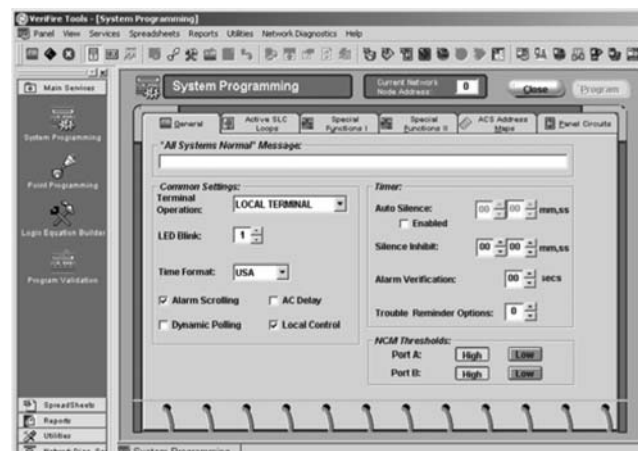 VeriFire Tools - [System Programming]
Panel View Services Spreadsheets Reports Utilities Network Diagnostics Help
Main Services
System Programming
Point Programming
Logic Equation Builder
Program Validation
SpreadSheets
Reports
Utilities
System Programming
Current Network
Node Address:
0
Close
Program
General
Active SLC
Loops
Special
Functions I
Special
Functions II
ACS Address
Maps
Panel Circuits
"All Systems Normal" Message:
Common Settings:
Terminal
Operation:
LOCAL TERMINAL
LED Blink:
1
Time Format:
USA
Alarm Scrolling
AC Delay
Dynamic Polling
Local Control
Timer:
Auto Silence:
00 00 mm,ss
Enabled
Silence Inhibit:
00 00 mm,ss
Alarm Verification:
00 secs
Trouble Reminder Options:
0
NCM Thresholds:
Port A:
High
Low
Port B:
High
Low
System Programming